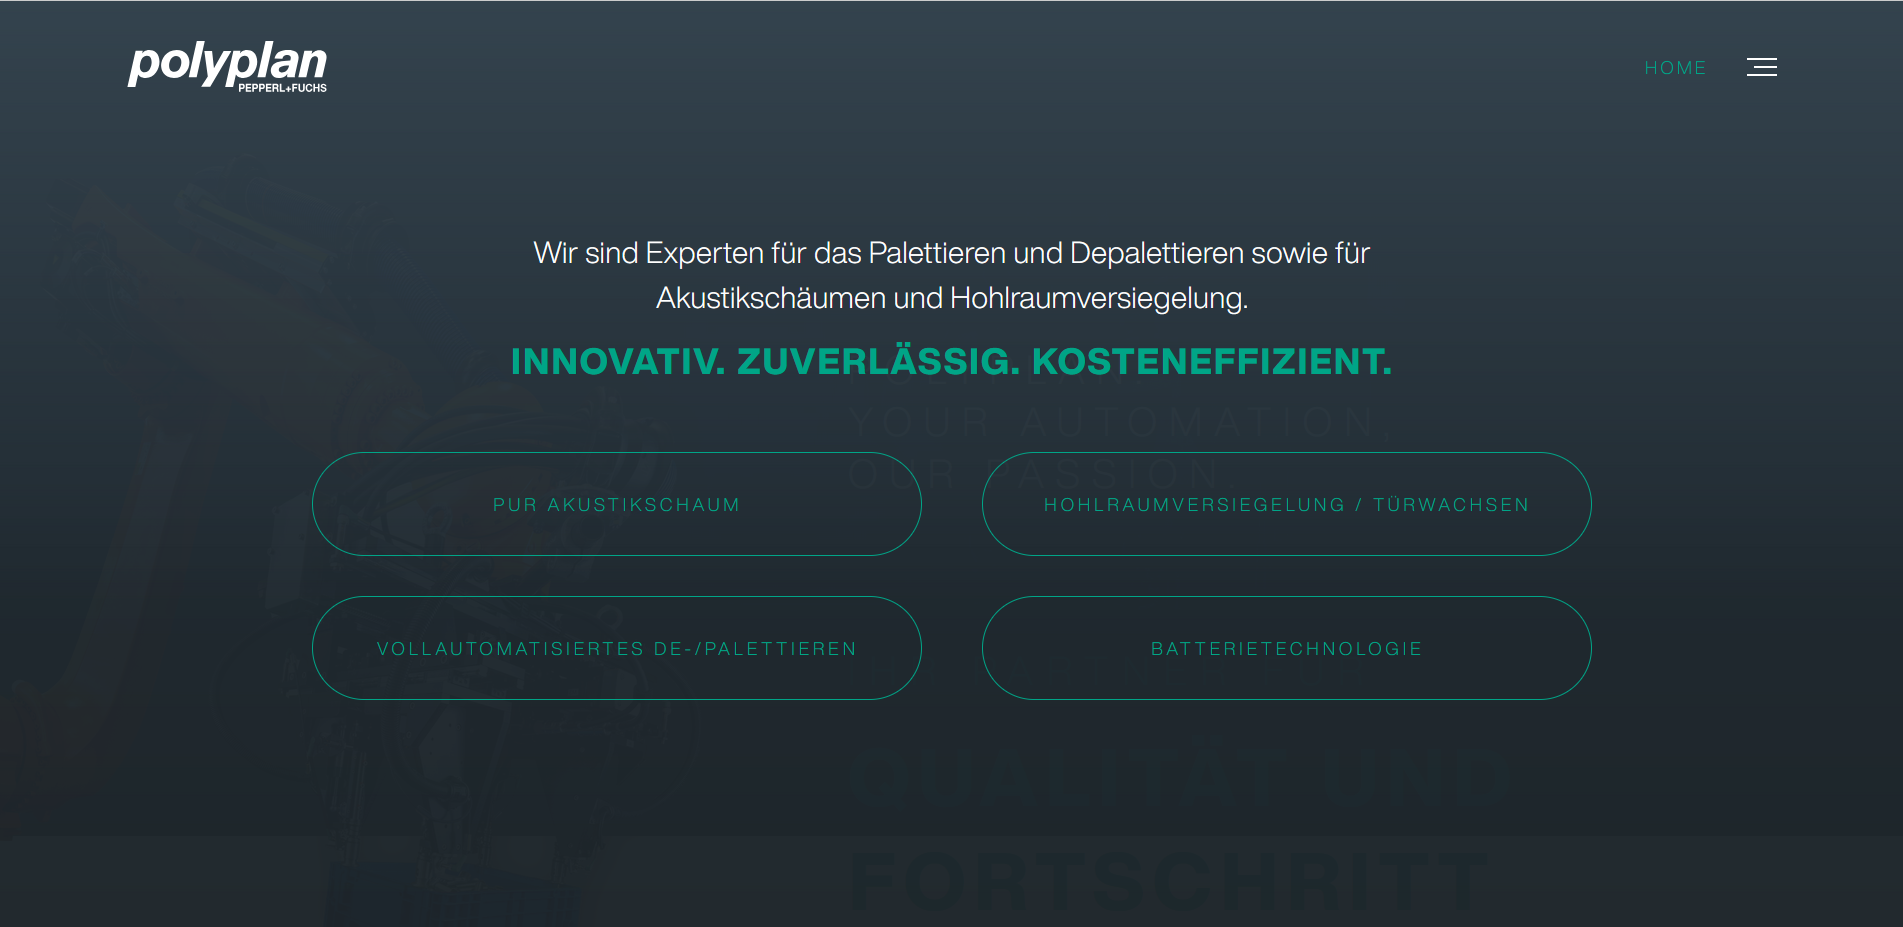 polyplan
PEPPERL+FUCHS
HOME
Wir sind Experten für das Palettieren und Depalettieren sowie für
Akustikschäumen und Hohlraumversiegelung.
INNOVATIV. ZUVERLÄSSIG. KOSTENEFFIZIENT.
YOUR AUTOMATION,
OUR PASSION
PUR AKUSTIKSCHAUM
HOHLRAUMVERSIEGELUNG / TÜRWACHSEN
VOLLAUTOMATISIERTES DE-/PALETTIEREN
BATTERIETECHNOLOGIE
QUALITÄT UND
FORTSCHRITT